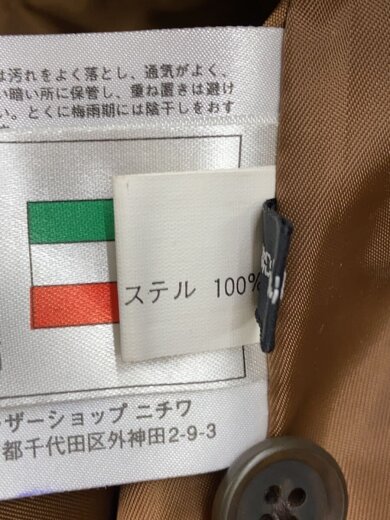 は汚れをよく落とし、通気がよく、
い暗い所に保管し、重ね置きは避け
い。とくに梅雨期には陰干しをおす
ステル 100%
ザーショップ ニチワ
都千代田区外神田2-9-3